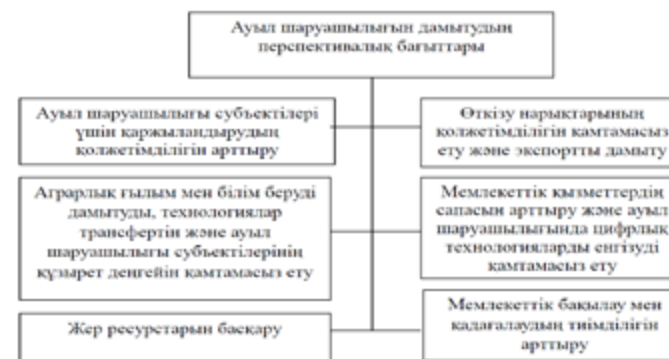 Ауыл шаруашылығын дамытудың
перспективалық бағыттары
Ауыл шаруашылығы субъектілері
үшін қаржыландырудың
қолжетімділігін арттыру
Өткізу нарықтарының
қолжетімділігін қамтамасыз
ету және экспортты дамыту
Аграрлық ғылым мен білім беруді
дамытуды, технологиялар
трансфертін және ауыл
шаруашылығы субъектілерінің
құзырет деңгейін қамтамасыз ету
Мемлекеттік қызметтердің
сапасын арттыру және ауыл
шаруашылығында цифрлық
технологияларды енгізуді
қамтамасыз ету
Жер ресурстарын басқару
Мемлекеттік бақылау мен
қадағалаудың тиімділігін
арттыру